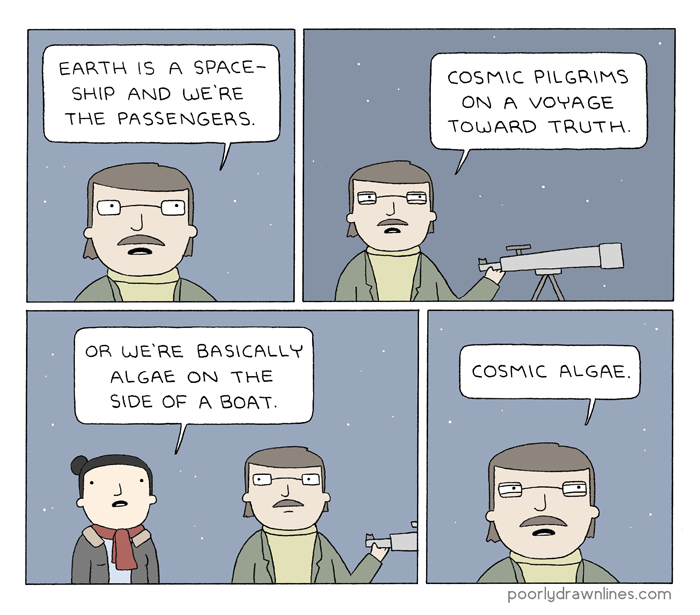 EARTH IS A SPACE-
SHIP AND WE'RE
THE PASSENGERS.
COSMIC PILGRIMS
ON A VOYAGE
TOWARD TRUTH.
OR WE'RE BASICALLY
ALGAE ON THE
SIDE OF A BOAT.
COSMIC ALGAE.
poorlydrawnlines.com